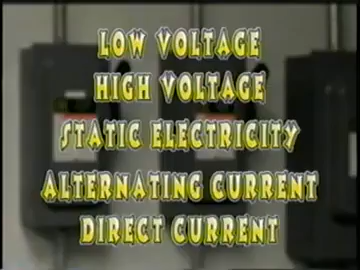 LOW VOLTAGE
HIGH VOLTAGE
STATIC ELECTRICITY
ALTERNATING CURRENT
DIRECT CURRENT